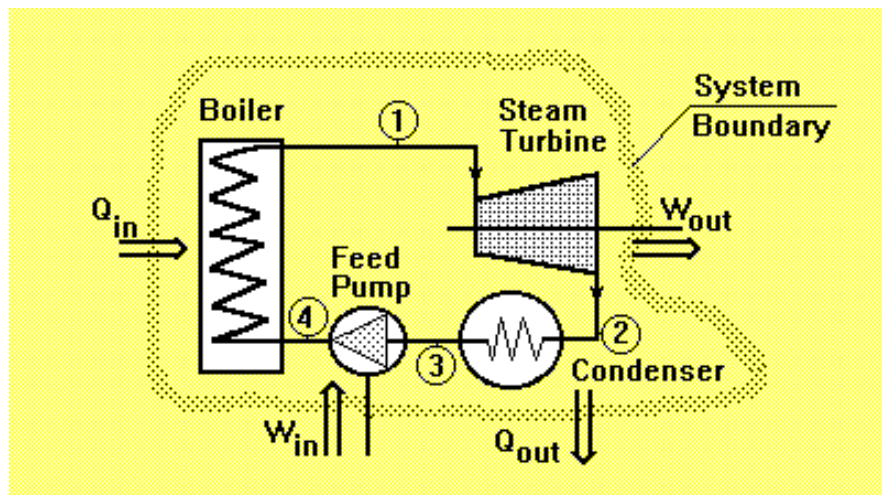 System
Boundary
Boiler
1
Steam
Turbine
Qin
Wout
Feed
Pump
4
3
2
Condenser
Win
Qout